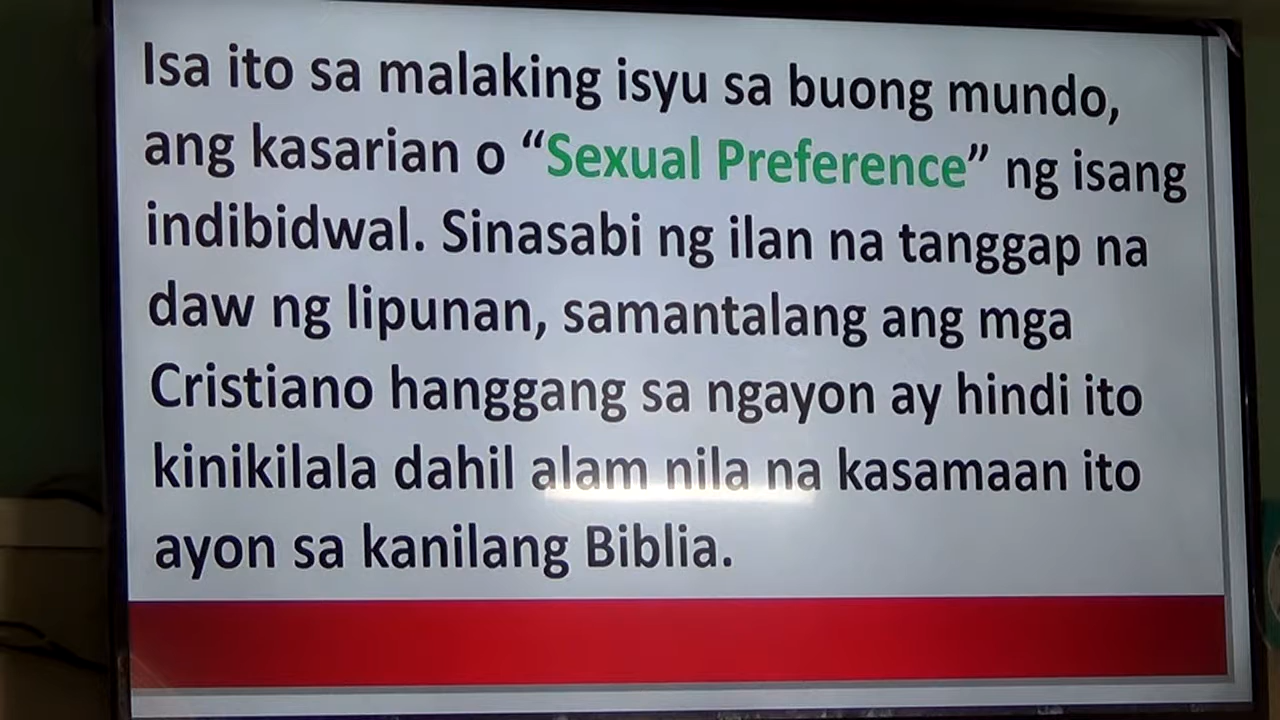 Isa ito sa malaking isyu sa buong mundo,
ang kasarian o “Sexual Preference” ng isang
indibidwal. Sinasabi ng ilan na tanggap na
daw ng lipunan, samantalang ang mga
Cristiano hanggang sa ngayon ay hindi ito
kinikilala dahil alam nila na kasamaan ito
ayon sa kanilang Biblia.